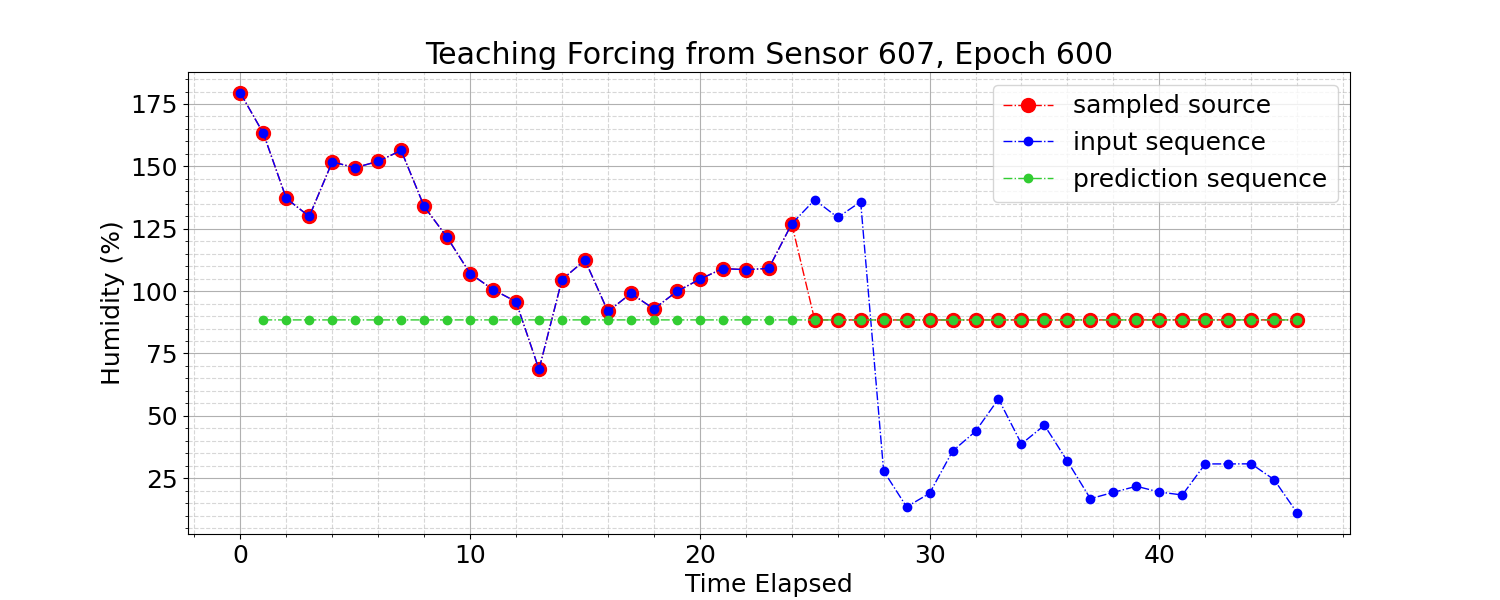 Teaching Forcing from Sensor 607, Epoch 600
175
150
125
100
75
50
25
Humidity (%)
sampled source
input sequence
prediction sequence
0 10 20 30 40
Time Elapsed